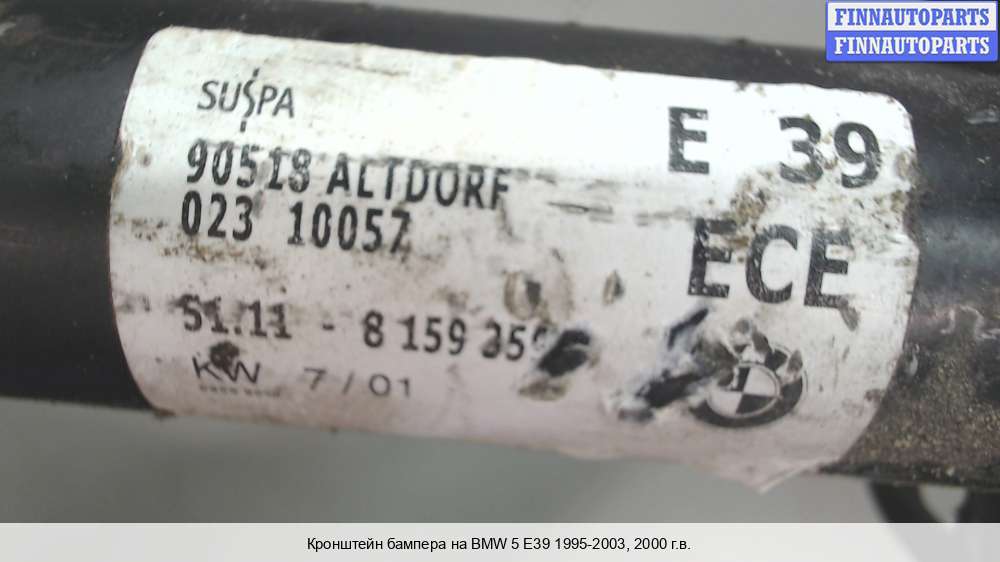 FINNAUTOPARTS
FINNAUTOPARTS
SUSPA
E 39
90518 ALTDORF
023 10057
ECE
51.11 - 8 159 359
KW 7/01
Кронштейн бампера на BMW 5 E39 1995-2003, 2000 г.в.